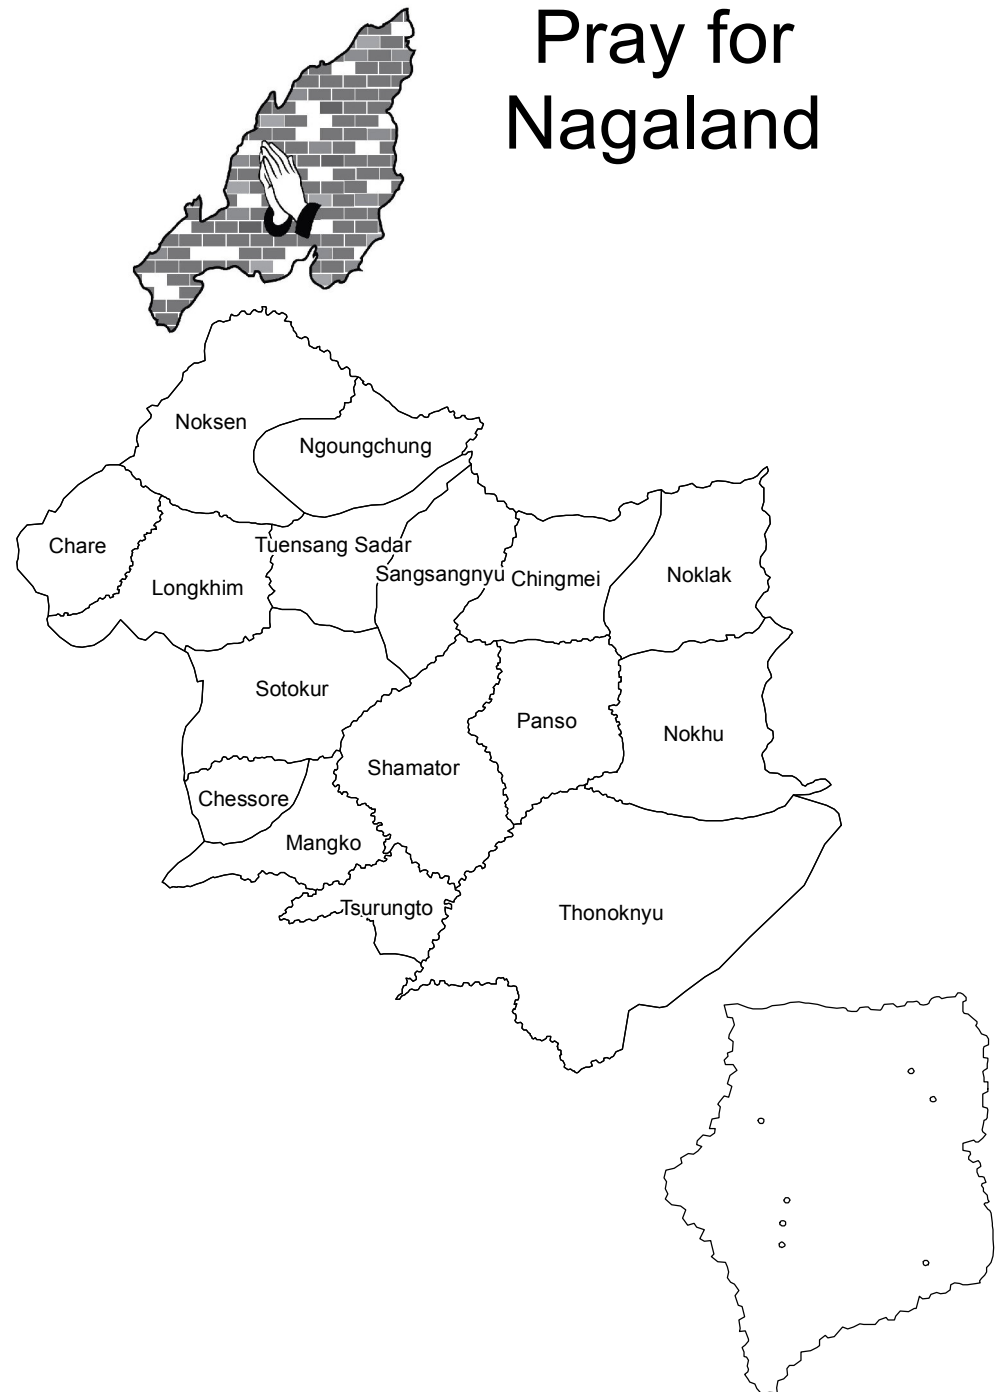 Pray for
Nagaland
Noksen
Ngoungchung
Chare
Tuensang Sadar
Longkhim
Sangsangnyu
Chingmei
Noklak
Sotokur
Panso
Nokhu
Shamator
Chessore
Mangko
Tsurungto
Thonoknyu